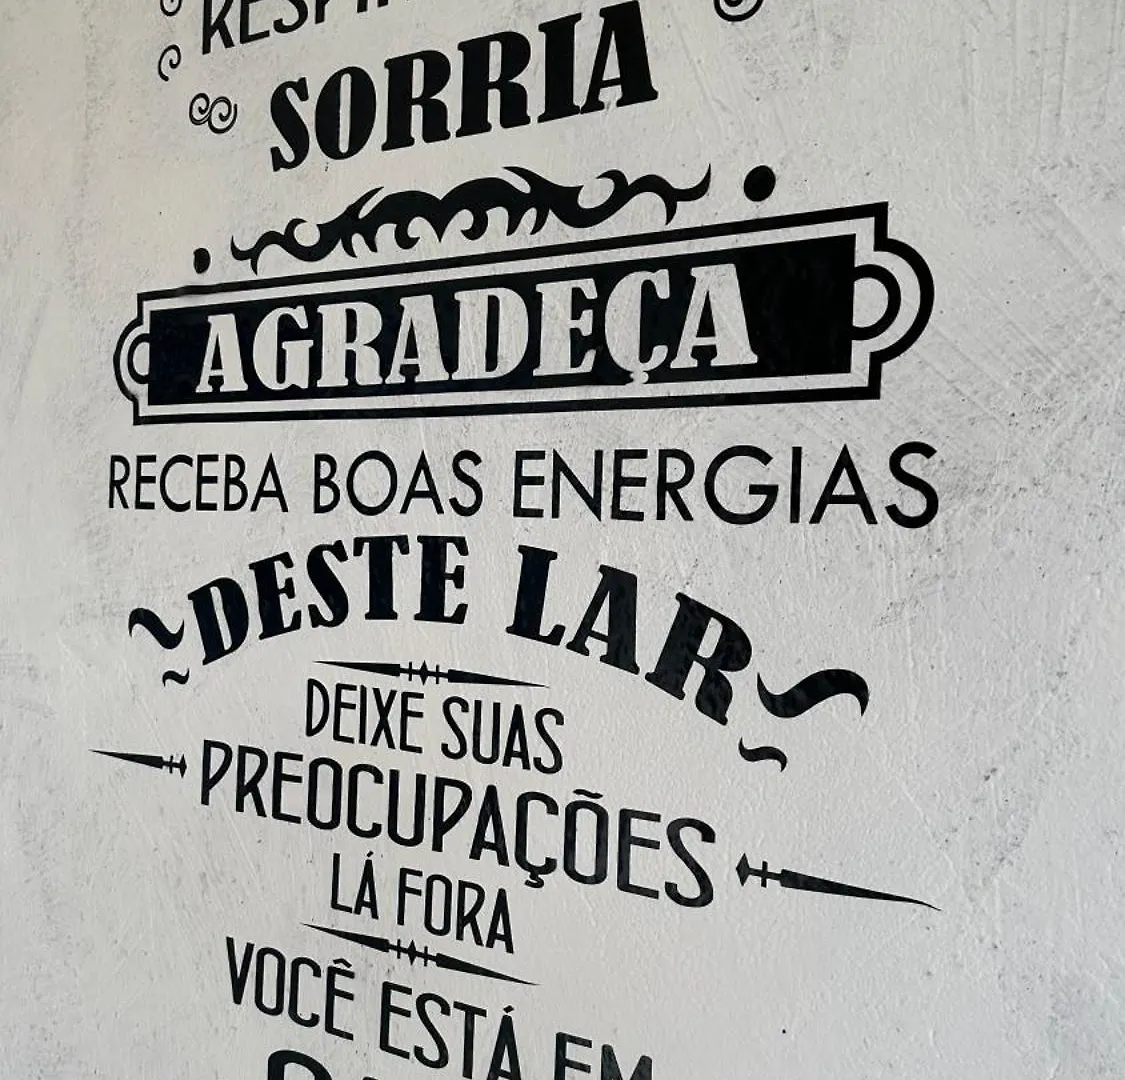 SORRIA
AGRADEÇA
RECEBA BOAS ENERGIAS
DESTE LAR
DEIXE SUAS
PREOCUPAÇÕES
LÁ FORA
VOCÊ ESTÁ EM